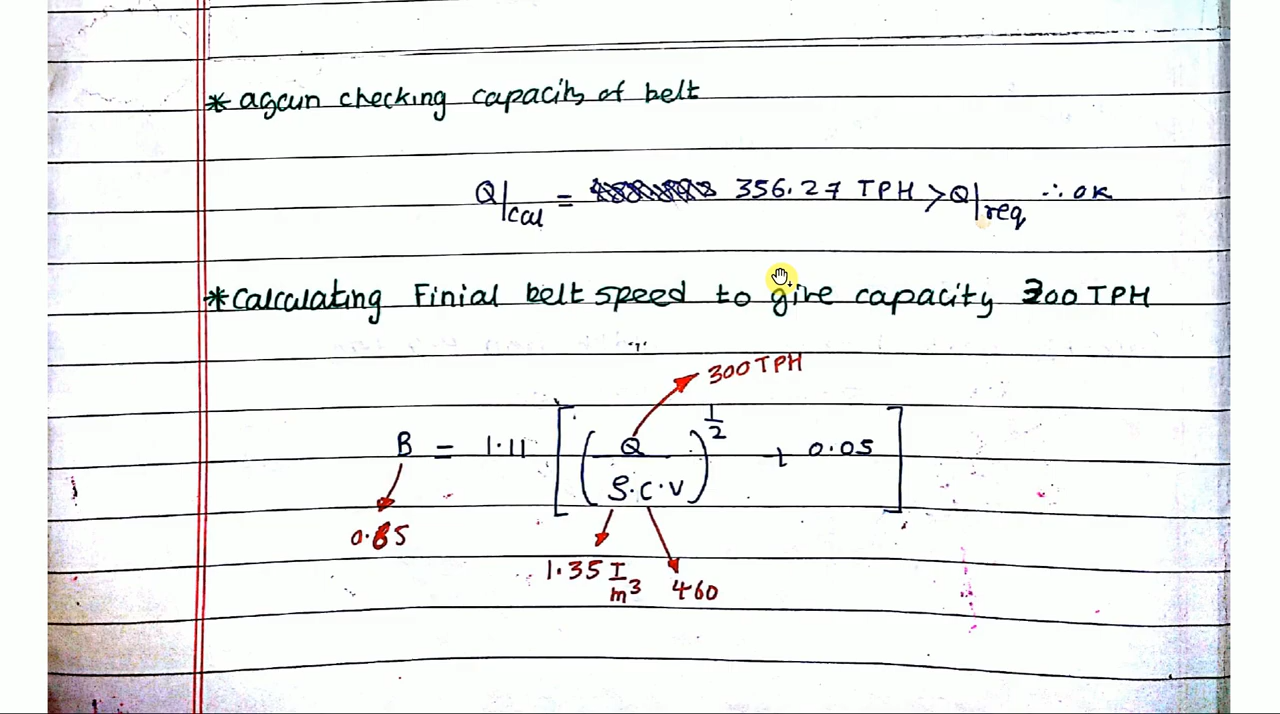 * again checking capacity of belt
Q|cal = 356.27 TPH > Q|req ∴ OK
* Calculating Finial belt speed to give capacity 300 TPH
300 TPH
B = 1.11 [ ( Q / ρ.C.V )^1/2 + 0.05 ]
0.85
1.35 T/m³ 460